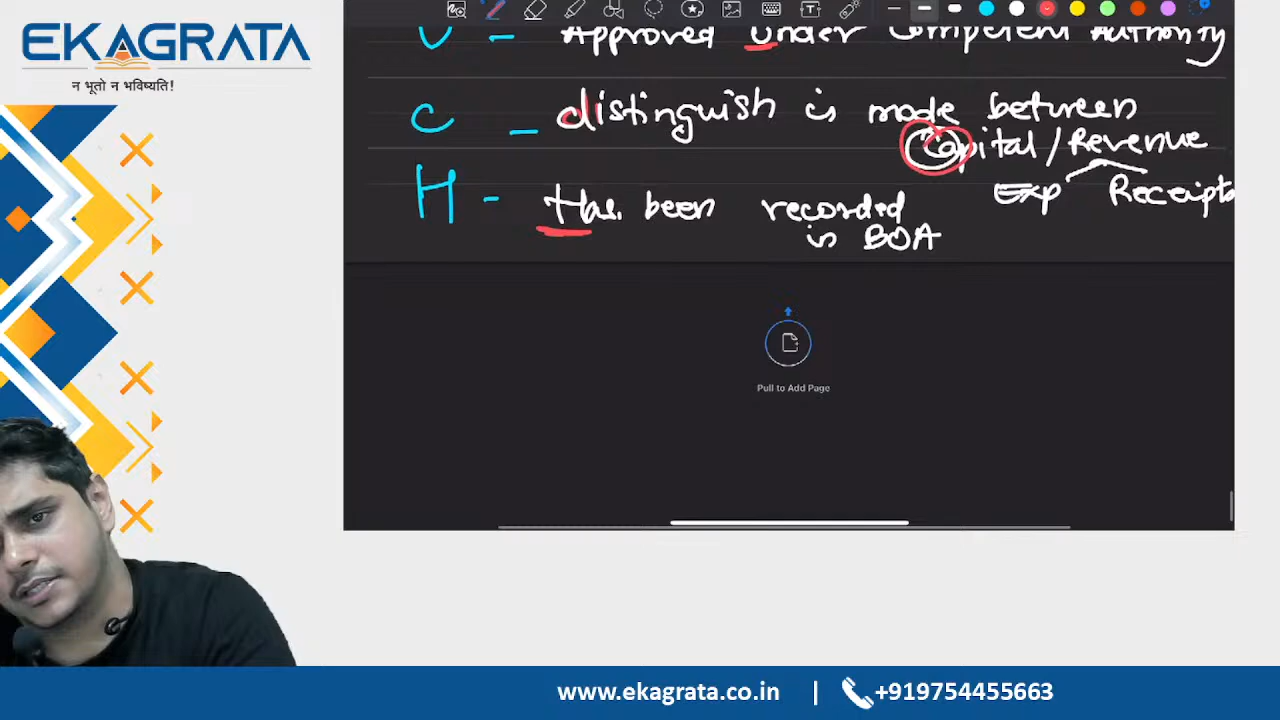 EKAGRATA
न भूतो न भविष्यति!
U - Approved under Competent Authority
C - distinguish is mode between
Capital / Revenue
Exp Receipts
H - Has been recorded
in BOA
Pull to Add Page
www.ekagrata.co.in | +919754455663